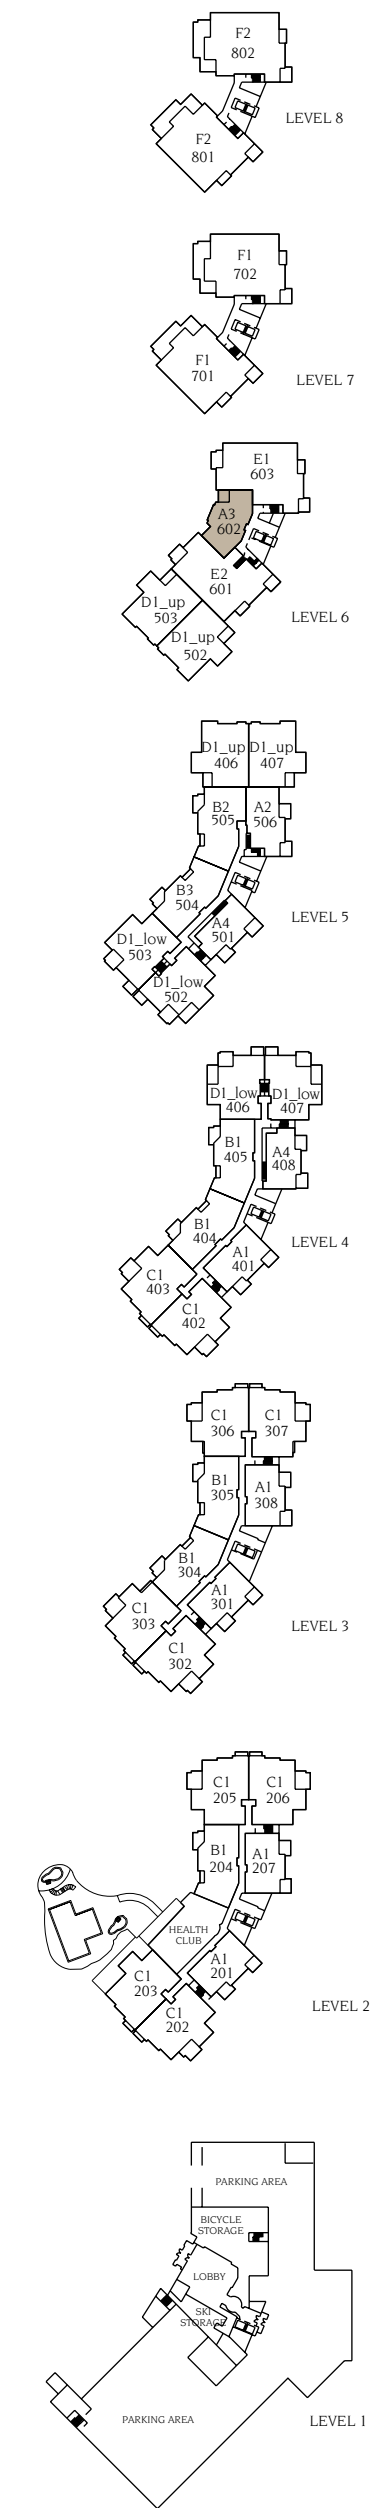 F2
802
LEVEL 8
F2
801
F1
702
F1
701
LEVEL 7
E1
603
A3
602
E2
601
D1_up
503
D1_up
502
LEVEL 6
D1_up
406
D1_up
407
B2
505
A2
506
B3
504
A4
501
LEVEL 5
D1_low
503
D1_low
502
D1_low
406
D1_low
407
B1
405
A4
408
B1
404
A1
401
LEVEL 4
C1
403
C1
402
C1
306
C1
307
B1
305
A1
308
B1
304
A1
301
C1
303
C1
302
LEVEL 3
C1
205
C1
206
B1
204
A1
207
HEALTH
CLUB
A1
201
C1
203
C1
202
LEVEL 2
PARKING AREA
BICYCLE
STORAGE
LOBBY
SKI
STORAGE
PARKING AREA
LEVEL 1